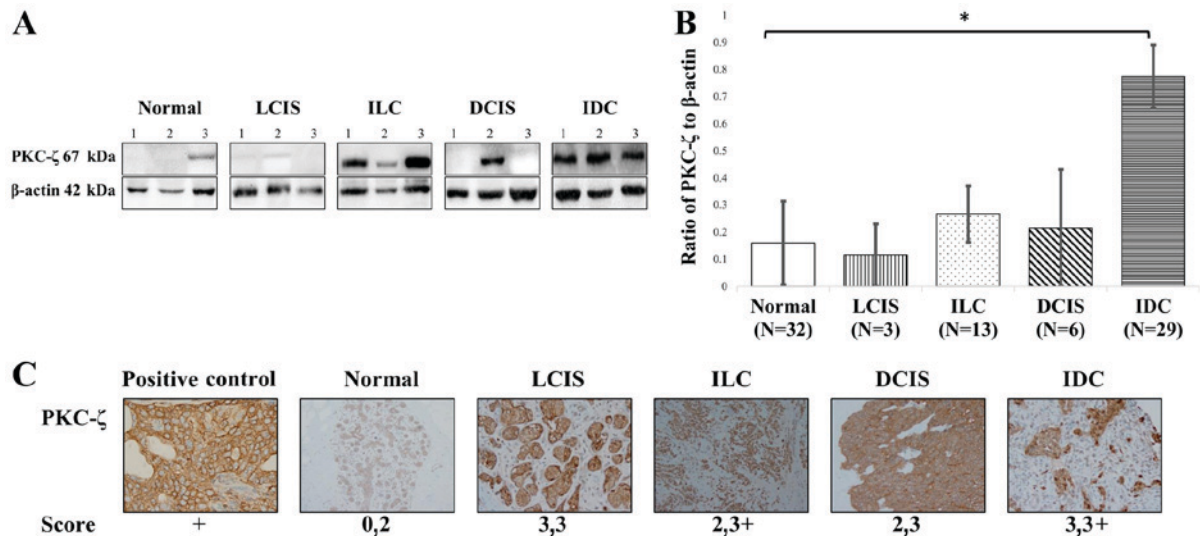 A
Normal LCIS ILC DCIS IDC
1 2 3 1 2 3 1 2 3 1 2 3 1 2 3
PKC-ζ 67 kDa
β-actin 42 kDa
B
Ratio of PKC-ζ to β-actin
1
0.9
0.8
0.7
0.6
0.5
0.4
0.3
0.2
0.1
0
*
Normal LCIS ILC DCIS IDC
(N=32) (N=3) (N=13) (N=6) (N=29)
C
Positive control Normal LCIS ILC DCIS IDC
PKC-ζ
Score + 0,2 3,3 2,3+ 2,3 3,3+